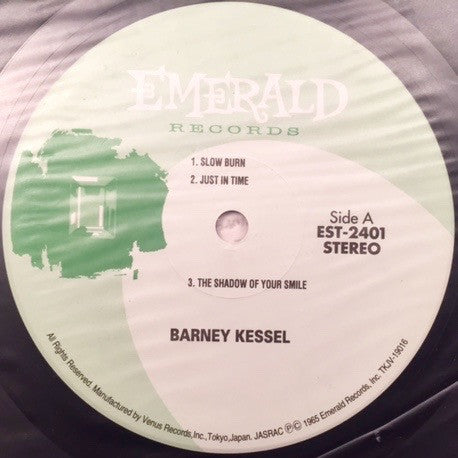 EMERALD
RECORDS
1. SLOW BURN
2. JUST IN TIME
Side A
EST-2401
STEREO
3. THE SHADOW OF YOUR SMILE
BARNEY KESSEL
All Rights Reserved. Manufactured by Venus Records,Inc.,Tokyo,Japan. JASRAC ⓅⒸ 1965 Emerald Records, Inc. TKJV-19016